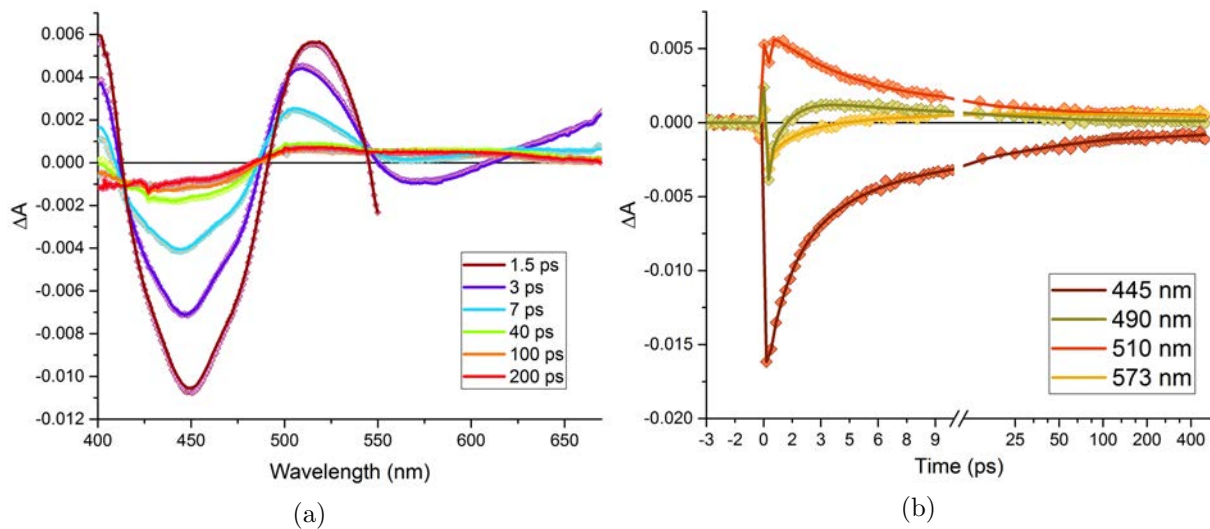 0.006
0.004
0.002
0.000
-0.002
-0.004
-0.006
-0.008
-0.010
-0.012
ΔA
400 450 500 550 600 650
Wavelength (nm)
1.5 ps
3 ps
7 ps
40 ps
100 ps
200 ps
(a)
0.005
0.000
-0.005
-0.010
-0.015
-0.020
ΔA
-3 -2 0 2 3 5 6 8 9 25 50 100 200 400
Time (ps)
445 nm
490 nm
510 nm
573 nm
(b)